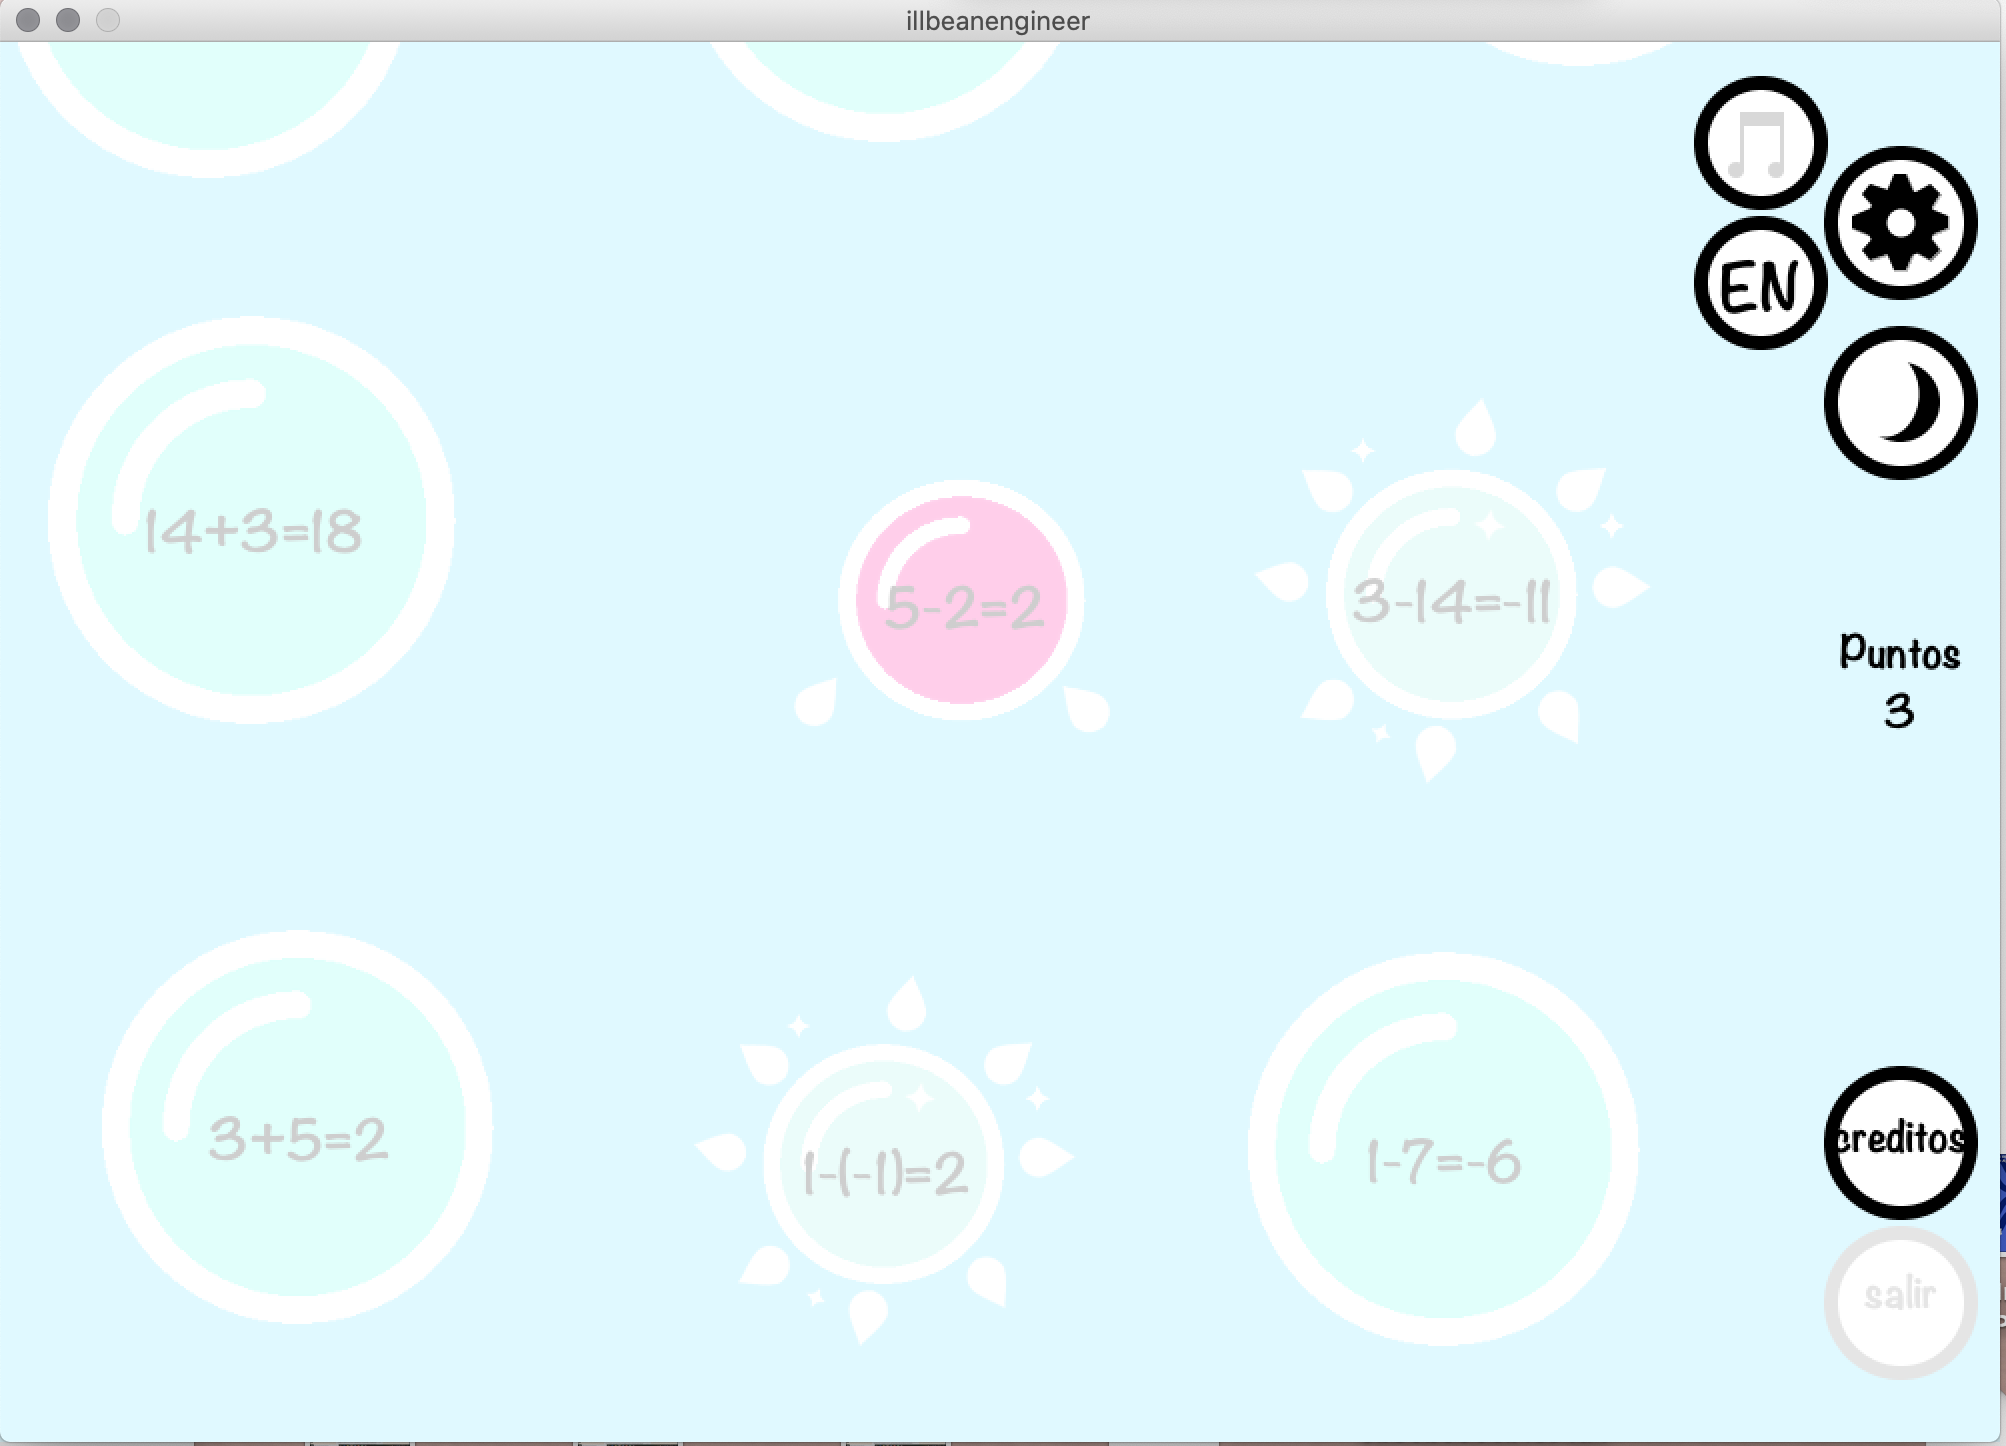 illbeanengineer
EN
14+3=18
5-2=2
3-14=-11
Puntos
3
3+5=2
1-(-1)=2
1-7=-6
creditos
salir